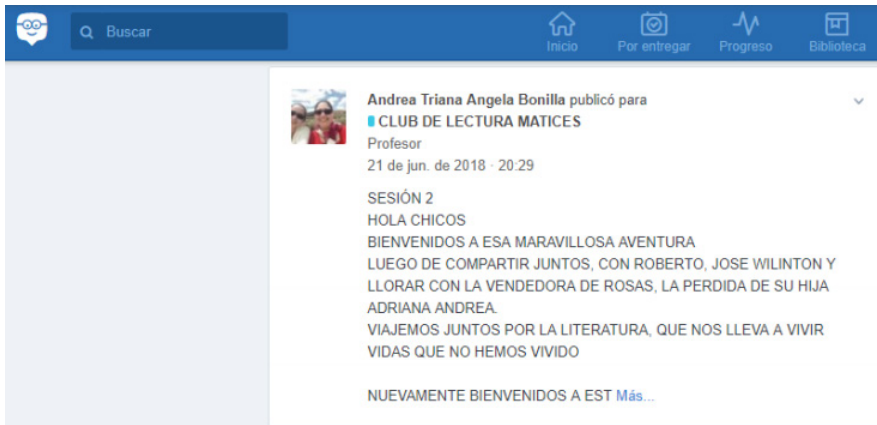 Buscar
Inicio
Por entregar
Progreso
Biblioteca
Andrea Triana Angela Bonilla publicó para
CLUB DE LECTURA MATICES
Profesor
21 de jun. de 2018 · 20:29
SESIÓN 2
HOLA CHICOS
BIENVENIDOS A ESA MARAVILLOSA AVENTURA
LUEGO DE COMPARTIR JUNTOS, CON ROBERTO, JOSE WILINTON Y
LLORAR CON LA VENDEDORA DE ROSAS, LA PERDIDA DE SU HIJA
ADRIANA ANDREA.
VIAJEMOS JUNTOS POR LA LITERATURA, QUE NOS LLEVA A VIVIR
VIDAS QUE NO HEMOS VIVIDO
NUEVAMENTE BIENVENIDOS A EST Más...